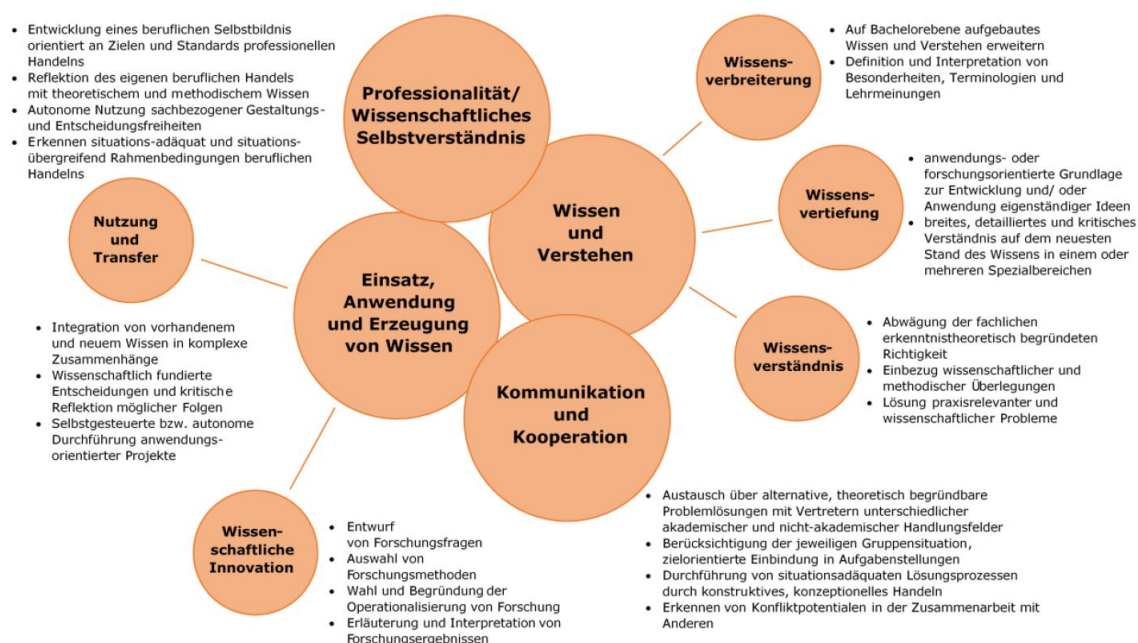 • Entwicklung eines beruflichen Selbstbildnis
orientiert an Zielen und Standards professionellen
Handelns
• Reflektion des eigenen beruflichen Handels
mit theoretischem und methodischem Wissen
• Autonome Nutzung sachbezogener Gestaltungs-
und Entscheidungsfreiheiten
• Erkennen situations-adäquat und situations-
übergreifend Rahmenbedingungen beruflichen
Handelns
Professionalität/
Wissenschaftliches
Selbstverständnis
Wissens-
verbreiterung
• Auf Bachelorebene aufgebautes
Wissen und Verstehen erweitern
• Definition und Interpretation von
Besonderheiten, Terminologien und
Lehrmeinungen
Wissen
und
Verstehen
Wissens-
vertiefung
• anwendungs- oder
forschungsorientierte Grundlage
zur Entwicklung und/ oder
Anwendung eigenständiger Ideen
• breites, detailliertes und kritisches
Verständnis auf dem neuesten
Stand des Wissens in einem oder
mehreren Spezialbereichen
Nutzung
und
Transfer
Einsatz,
Anwendung
und Erzeugung
von Wissen
Wissens-
verständnis
• Abwägung der fachlichen
erkenntnistheoretisch begründeten
Richtigkeit
• Einbezug wissenschaftlicher und
methodischer Überlegungen
• Lösung praxisrelevanter und
wissenschaftlicher Probleme
• Integration von vorhandenem
und neuem Wissen in komplexe
Zusammenhänge
• Wissenschaftlich fundierte
Entscheidungen und kritische
Reflektion möglicher Folgen
• Selbstgesteuerte bzw. autonome
Durchführung anwendungs-
orientierter Projekte
Kommunikation
und
Kooperation
Wissen-
schaftliche
Innovation
• Entwurf
von Forschungsfragen
• Auswahl von
Forschungsmethoden
• Wahl und Begründung der
Operationalisierung von Forschung
• Erläuterung und Interpretation von
Forschungsergebnissen
• Austausch über alternative, theoretisch begründbare
Problemlösungen mit Vertretern unterschiedlicher
akademischer und nicht-akademischer Handlungsfelder
• Berücksichtigung der jeweiligen Gruppensituation,
zielorientierte Einbindung in Aufgabenstellungen
• Durchführung von situationsadäquaten Lösungsprozessen
durch konstruktives, konzeptionelles Handeln
• Erkennen von Konfliktpotentialen in der Zusammenarbeit mit
Anderen